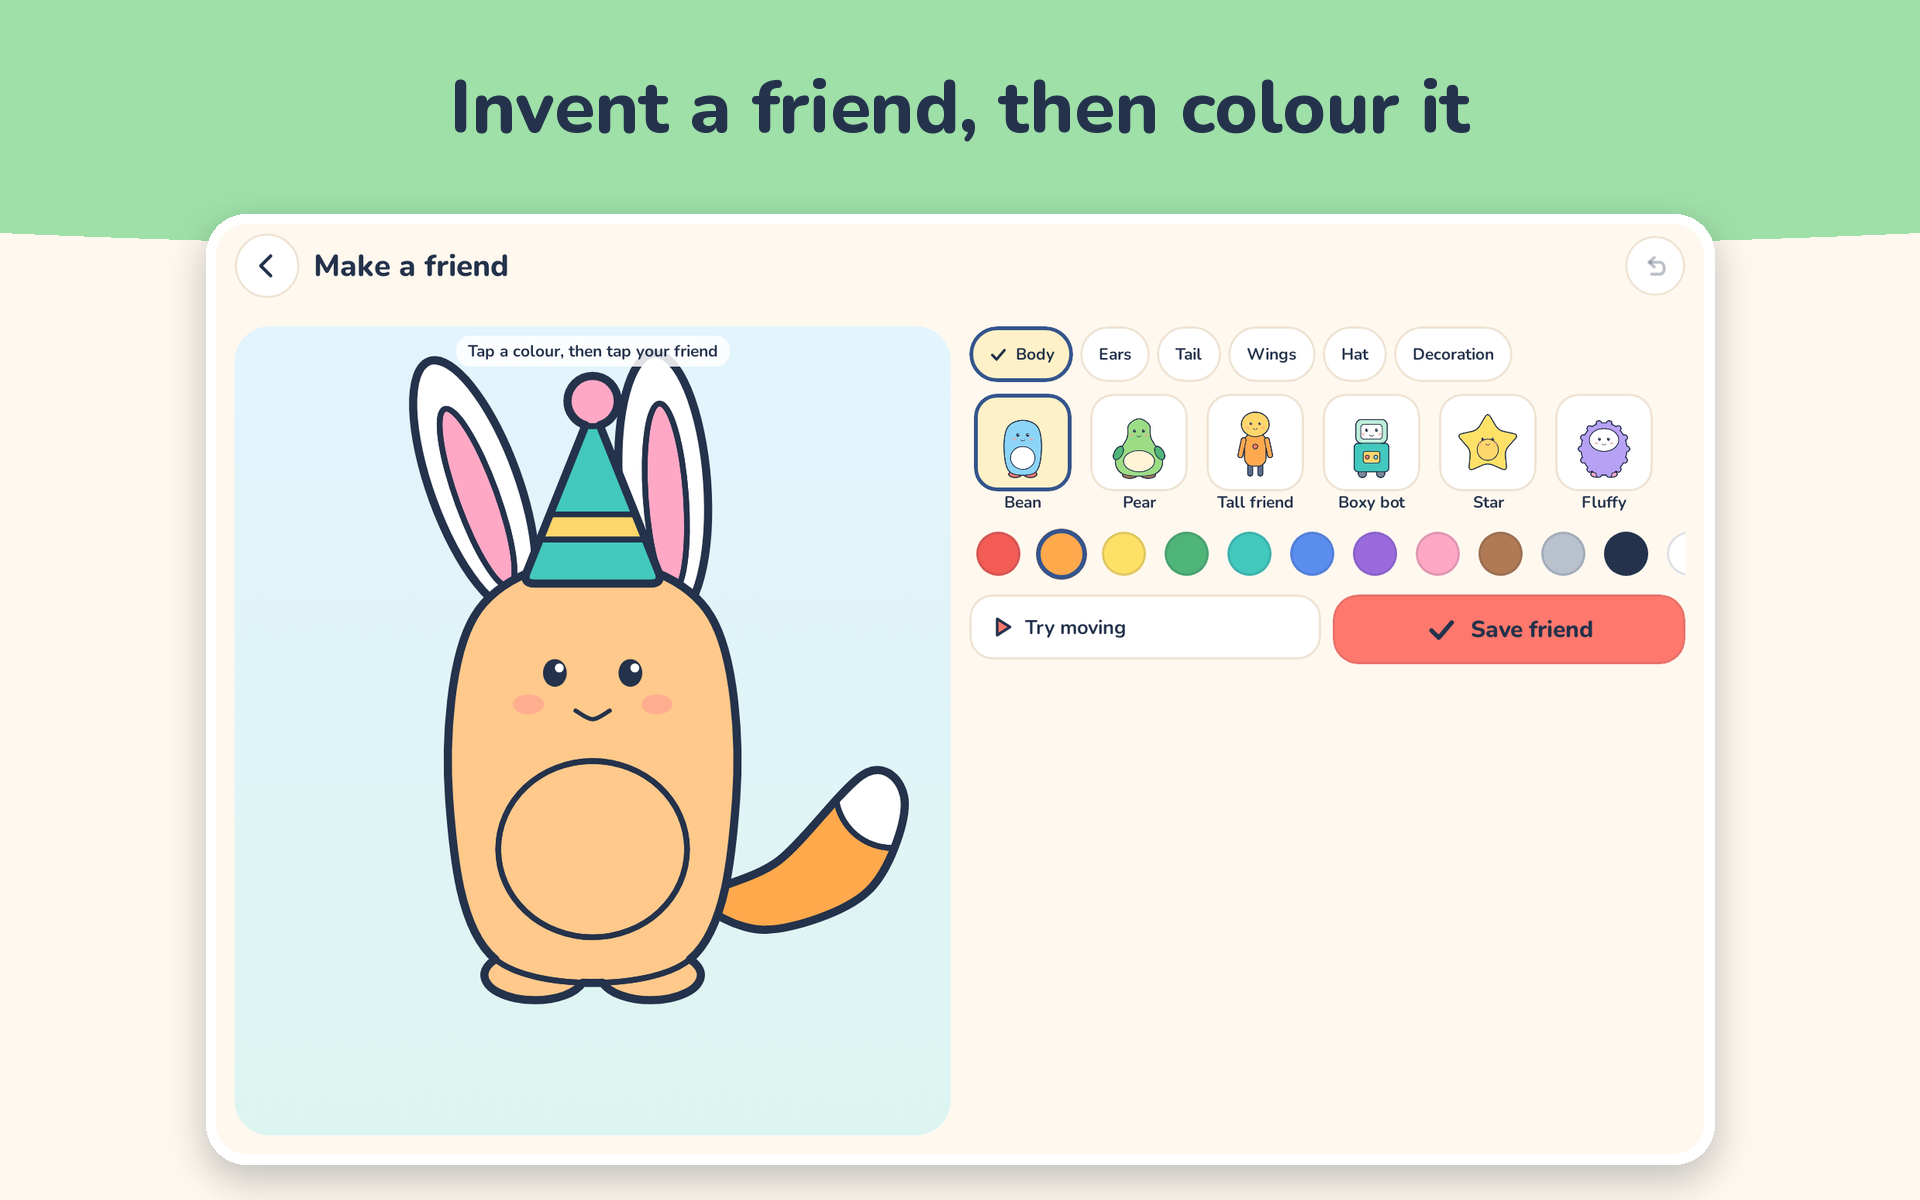 Invent a friend, then colour it
Make a friend
Tap a colour, then tap your friend
Body
Ears
Tail
Wings
Hat
Decoration
Bean
Pear
Tall friend
Boxy bot
Star
Fluffy
Try moving
Save friend